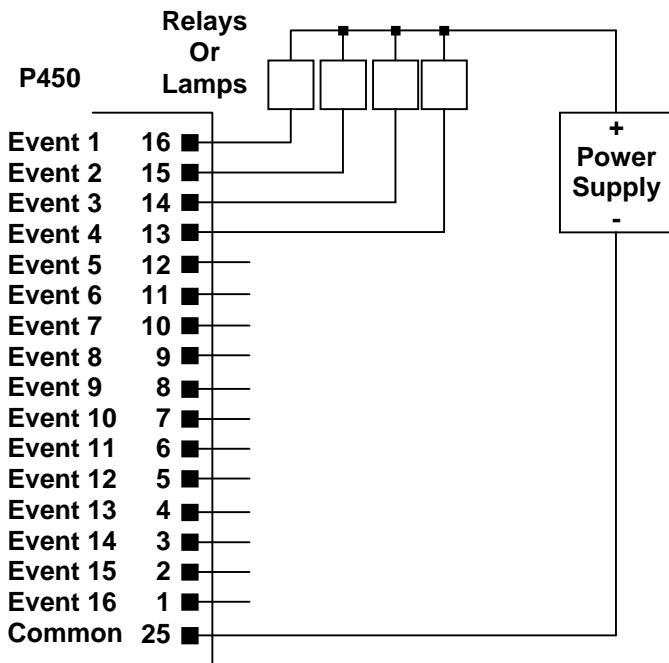 Relays
Or
Lamps
P450
Event 1 16
Event 2 15
Event 3 14
Event 4 13
Event 5 12
Event 6 11
Event 7 10
Event 8 9
Event 9 8
Event 10 7
Event 11 6
Event 12 5
Event 13 4
Event 14 3
Event 15 2
Event 16 1
Common 25
+
Power
Supply
-